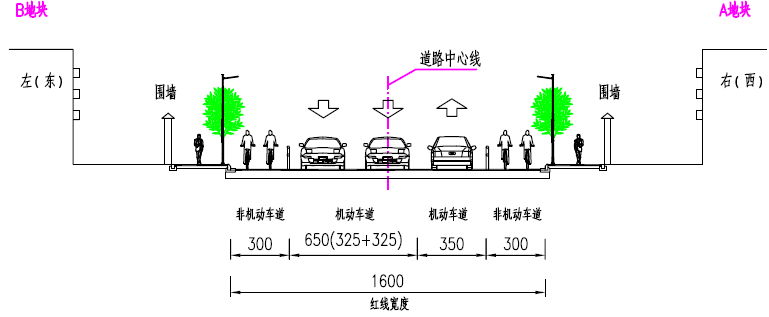 B地块
A地块
道路中心线
左(东)
右(西)
围墙
围墙
非机动车道
机动车道
机动车道
非机动车道
300
650(325+325)
350
300
1600
红线宽度